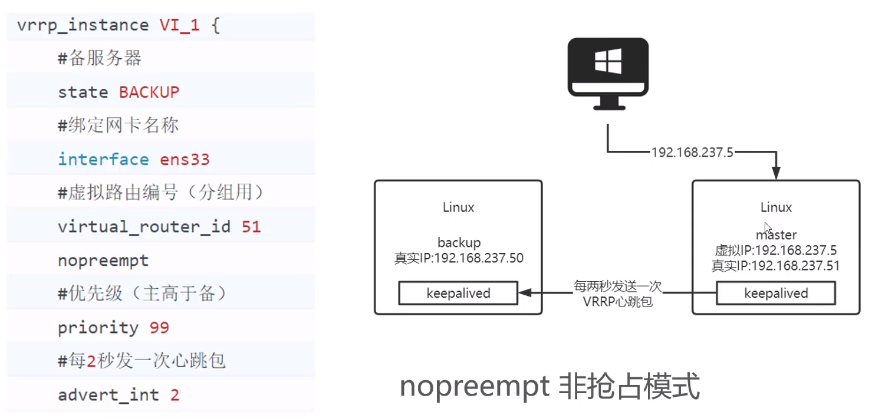 vrrp_instance VI_1 {
#备服务器
state BACKUP
#绑定网卡名称
interface ens33
#虚拟路由编号（分组用）
virtual_router_id 51
nopreempt
#优先级（主高于备）
priority 99
#每2秒发一次心跳包
advert_int 2
192.168.237.5
Linux
backup
真实IP:192.168.237.50
keepalived
每两秒发送一次
VRRP心跳包
Linux
master
虚拟IP:192.168.237.5
真实IP:192.168.237.51
keepalived
nopreempt 非抢占模式